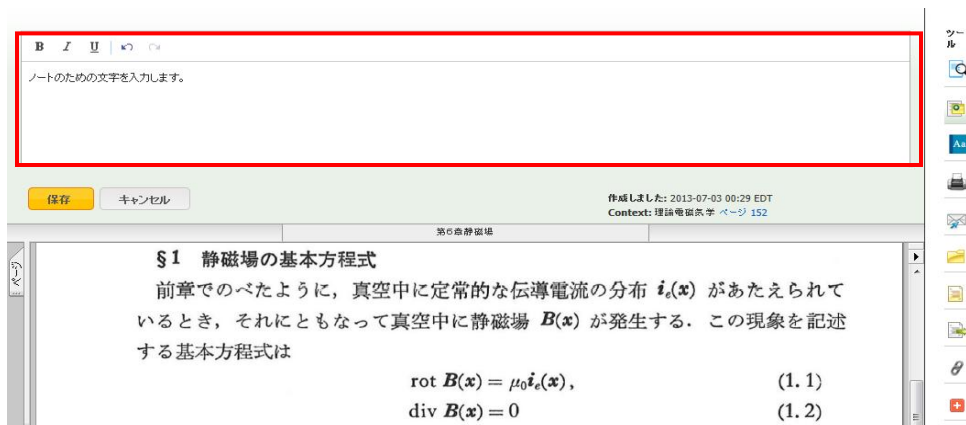 ツール
B I U
ノートのための文字を入力します。
Aa
保存 キャンセル
作成しました: 2013-07-03 00:29 EDT
Context: 理論電磁気学 ページ 152
第6章静磁場
ページ
§1 静磁場の基本方程式
前章でのべたように，真空中に定常的な伝導電流の分布 iₑ(x) があたえられて
いるとき，それにともなって真空中に静磁場 B(x) が発生する．この現象を記述
する基本方程式は
rot B(x) = μ₀iₑ(x), (1. 1)
div B(x) = 0 (1. 2)